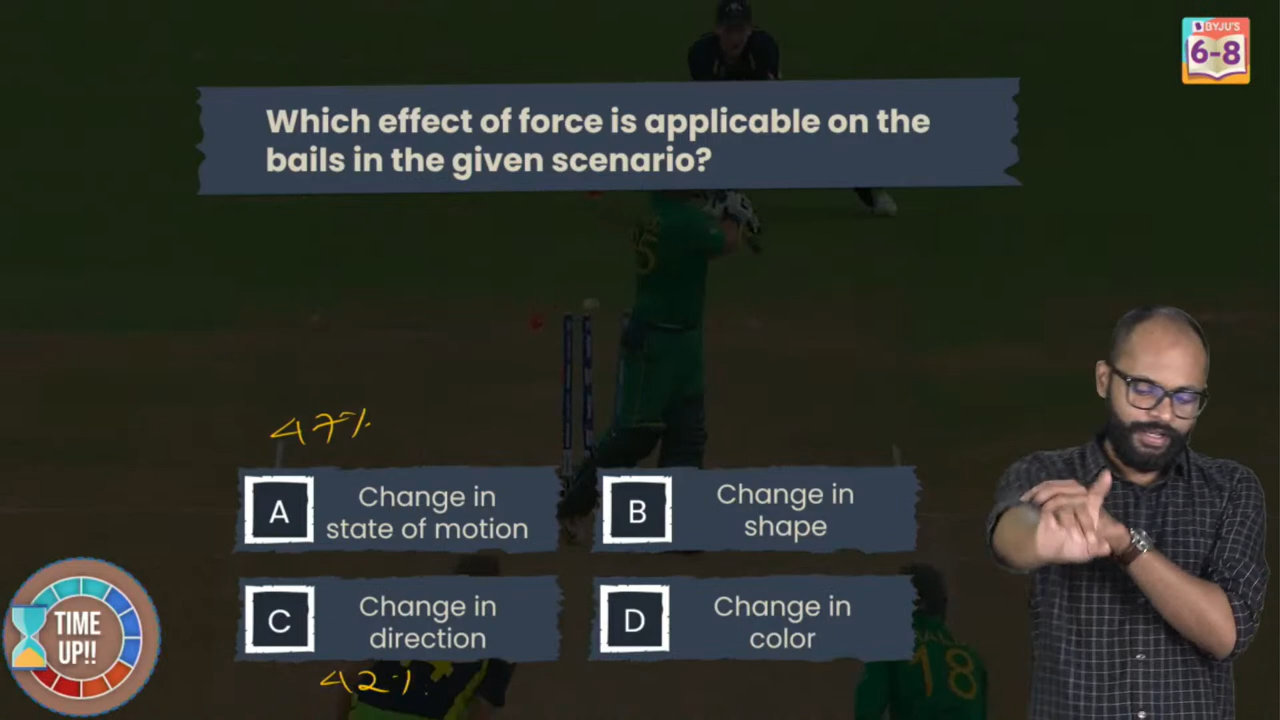 BYJU'S
6-8
Which effect of force is applicable on the
bails in the given scenario?
47%
A
Change in
state of motion
B
Change in
shape
C
Change in
direction
D
Change in
color
42%
TIME
UP!!
18